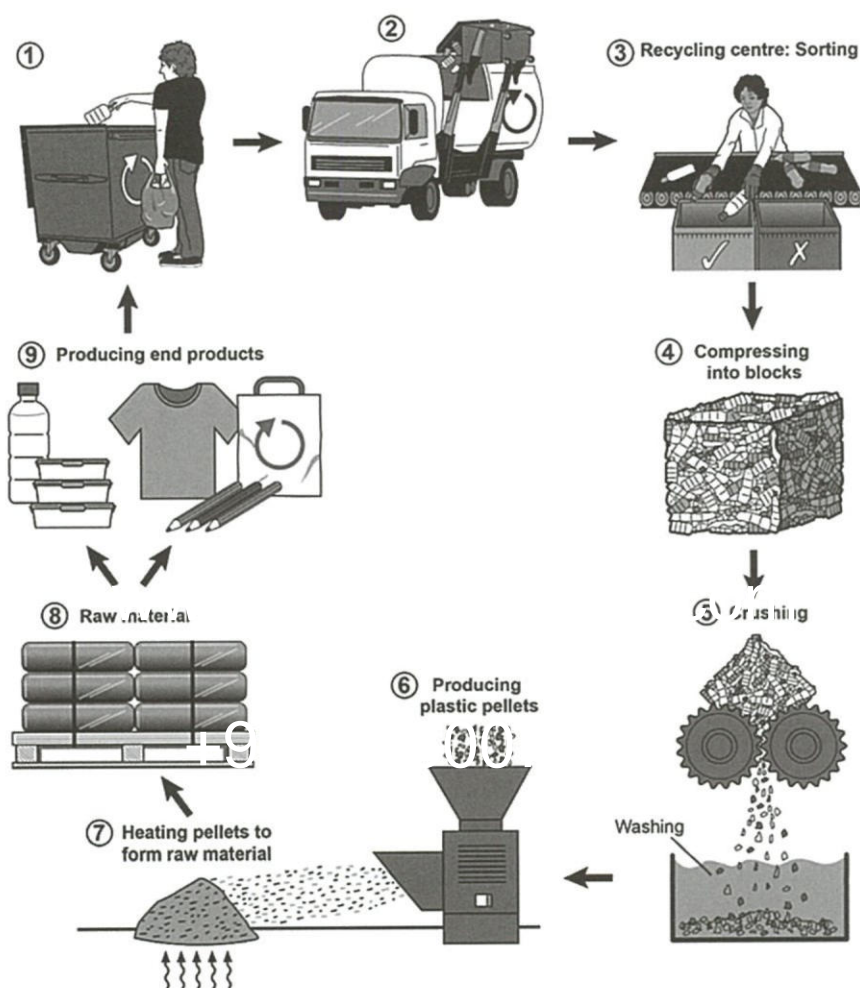 ①
②
③ Recycling centre: Sorting
④ Compressing
into blocks
Washing
⑥ Producing
plastic pellets
⑦ Heating pellets to
form raw material
⑧ Raw
⑨ Producing end products